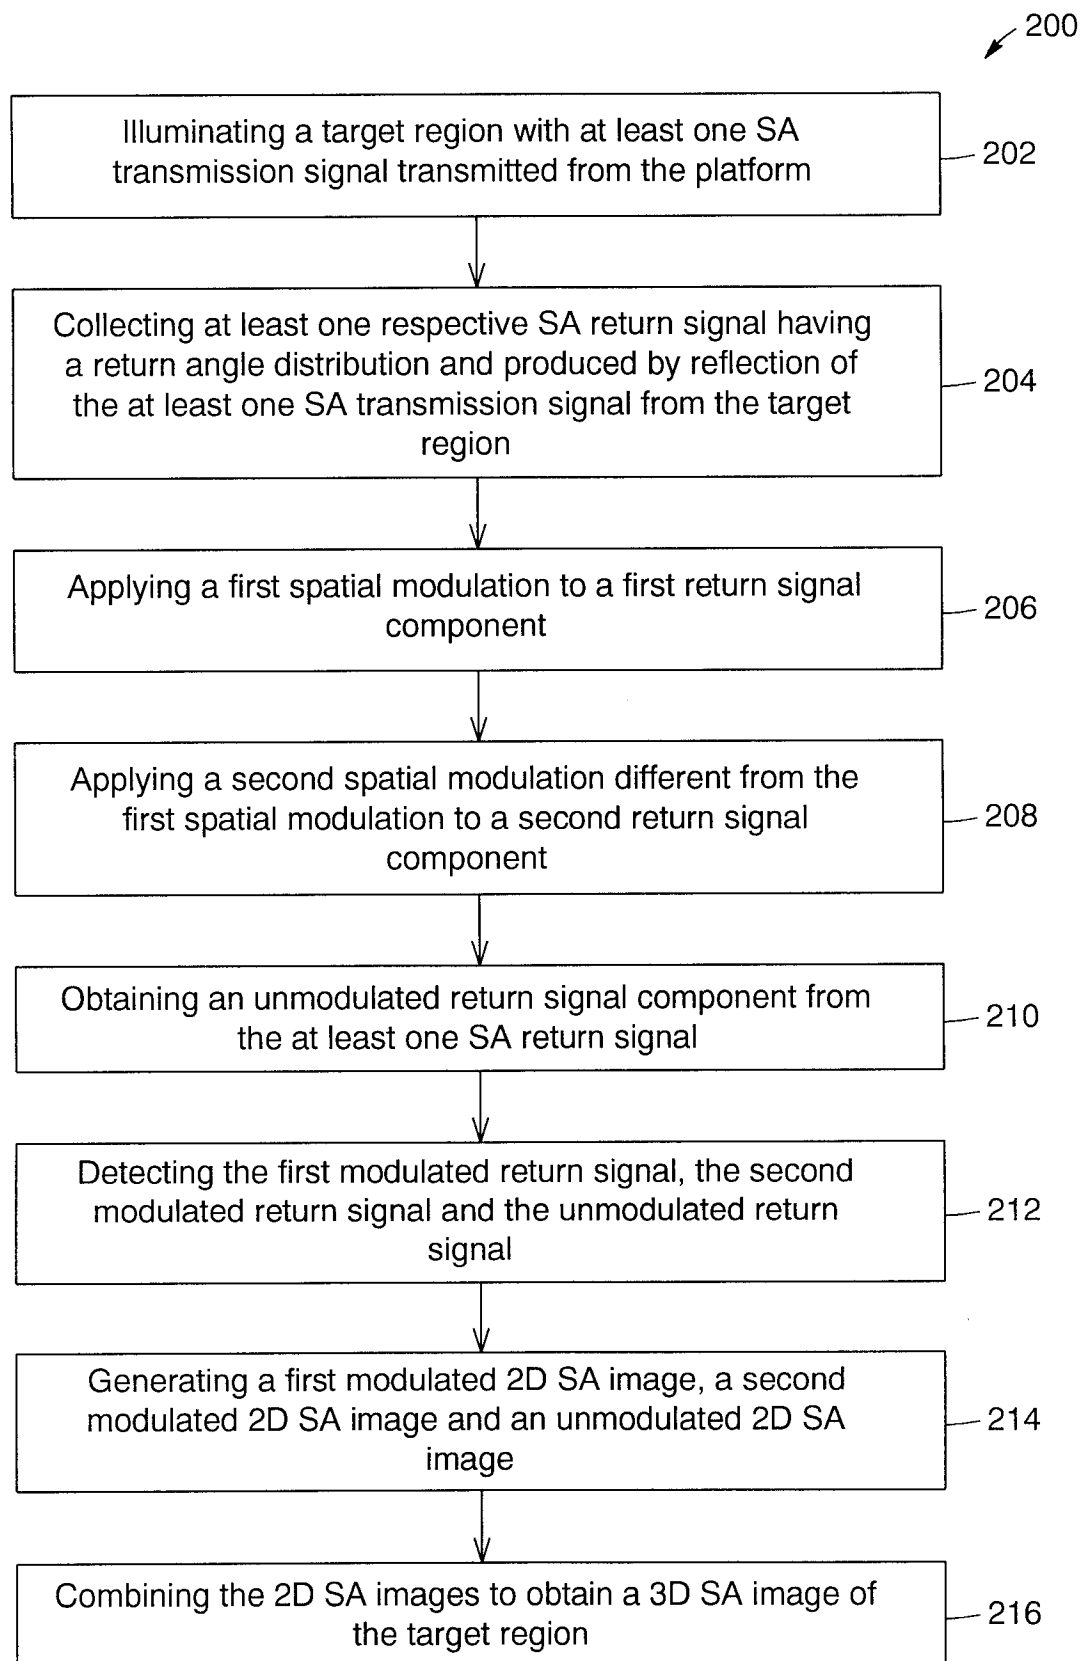 200
Illuminating a target region with at least one SA
transmission signal transmitted from the platform
202
Collecting at least one respective SA return signal having
a return angle distribution and produced by reflection of
the at least one SA transmission signal from the target
region
204
Applying a first spatial modulation to a first return signal
component
206
Applying a second spatial modulation different from the
first spatial modulation to a second return signal
component
208
Obtaining an unmodulated return signal component from
the at least one SA return signal
210
Detecting the first modulated return signal, the second
modulated return signal and the unmodulated return
signal
212
Generating a first modulated 2D SA image, a second
modulated 2D SA image and an unmodulated 2D SA
image
214
Combining the 2D SA images to obtain a 3D SA image of
the target region
216